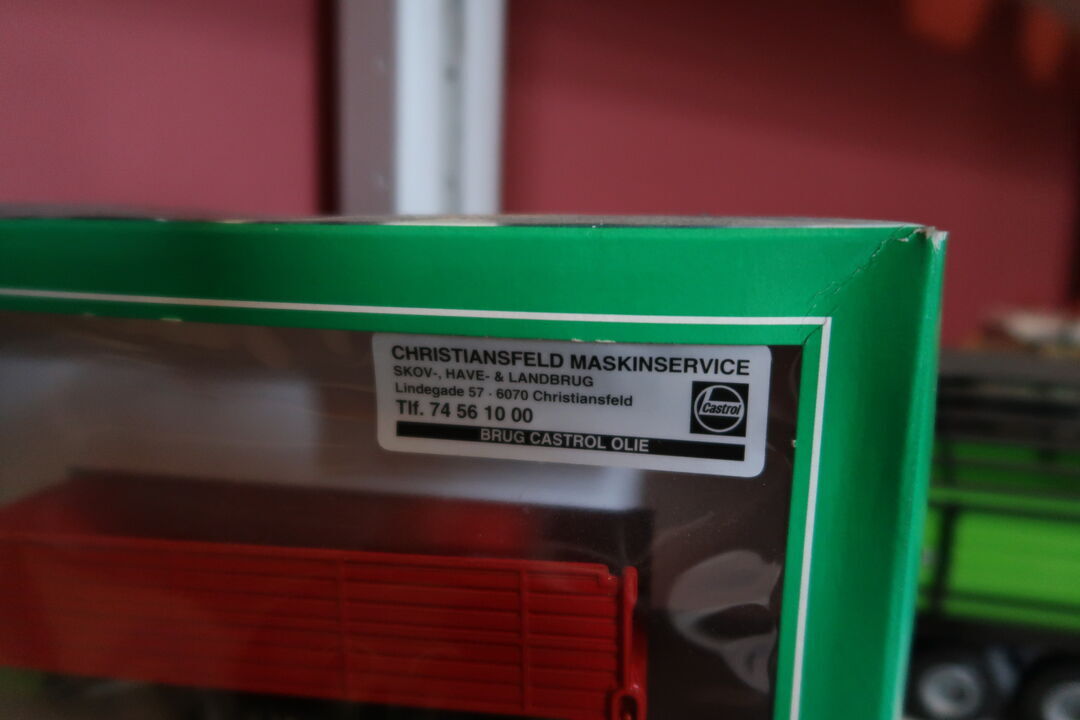 CHRISTIANSFELD MASKINSERVICE
SKOV-, HAVE- & LANDBRUG
Lindegade 57 · 6070 Christiansfeld
Tlf. 74 56 10 00
Castrol
BRUG CASTROL OLIE